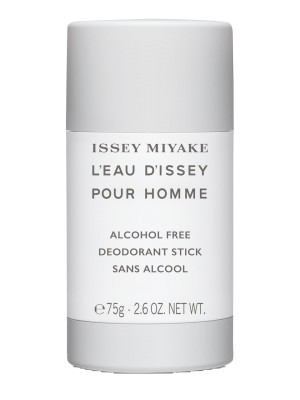 ISSEY MIYAKE
L'EAU D'ISSEY
POUR HOMME
ALCOHOL FREE
DEODORANT STICK
SANS ALCOOL
℮75g - 2.6 OZ. NET WT.